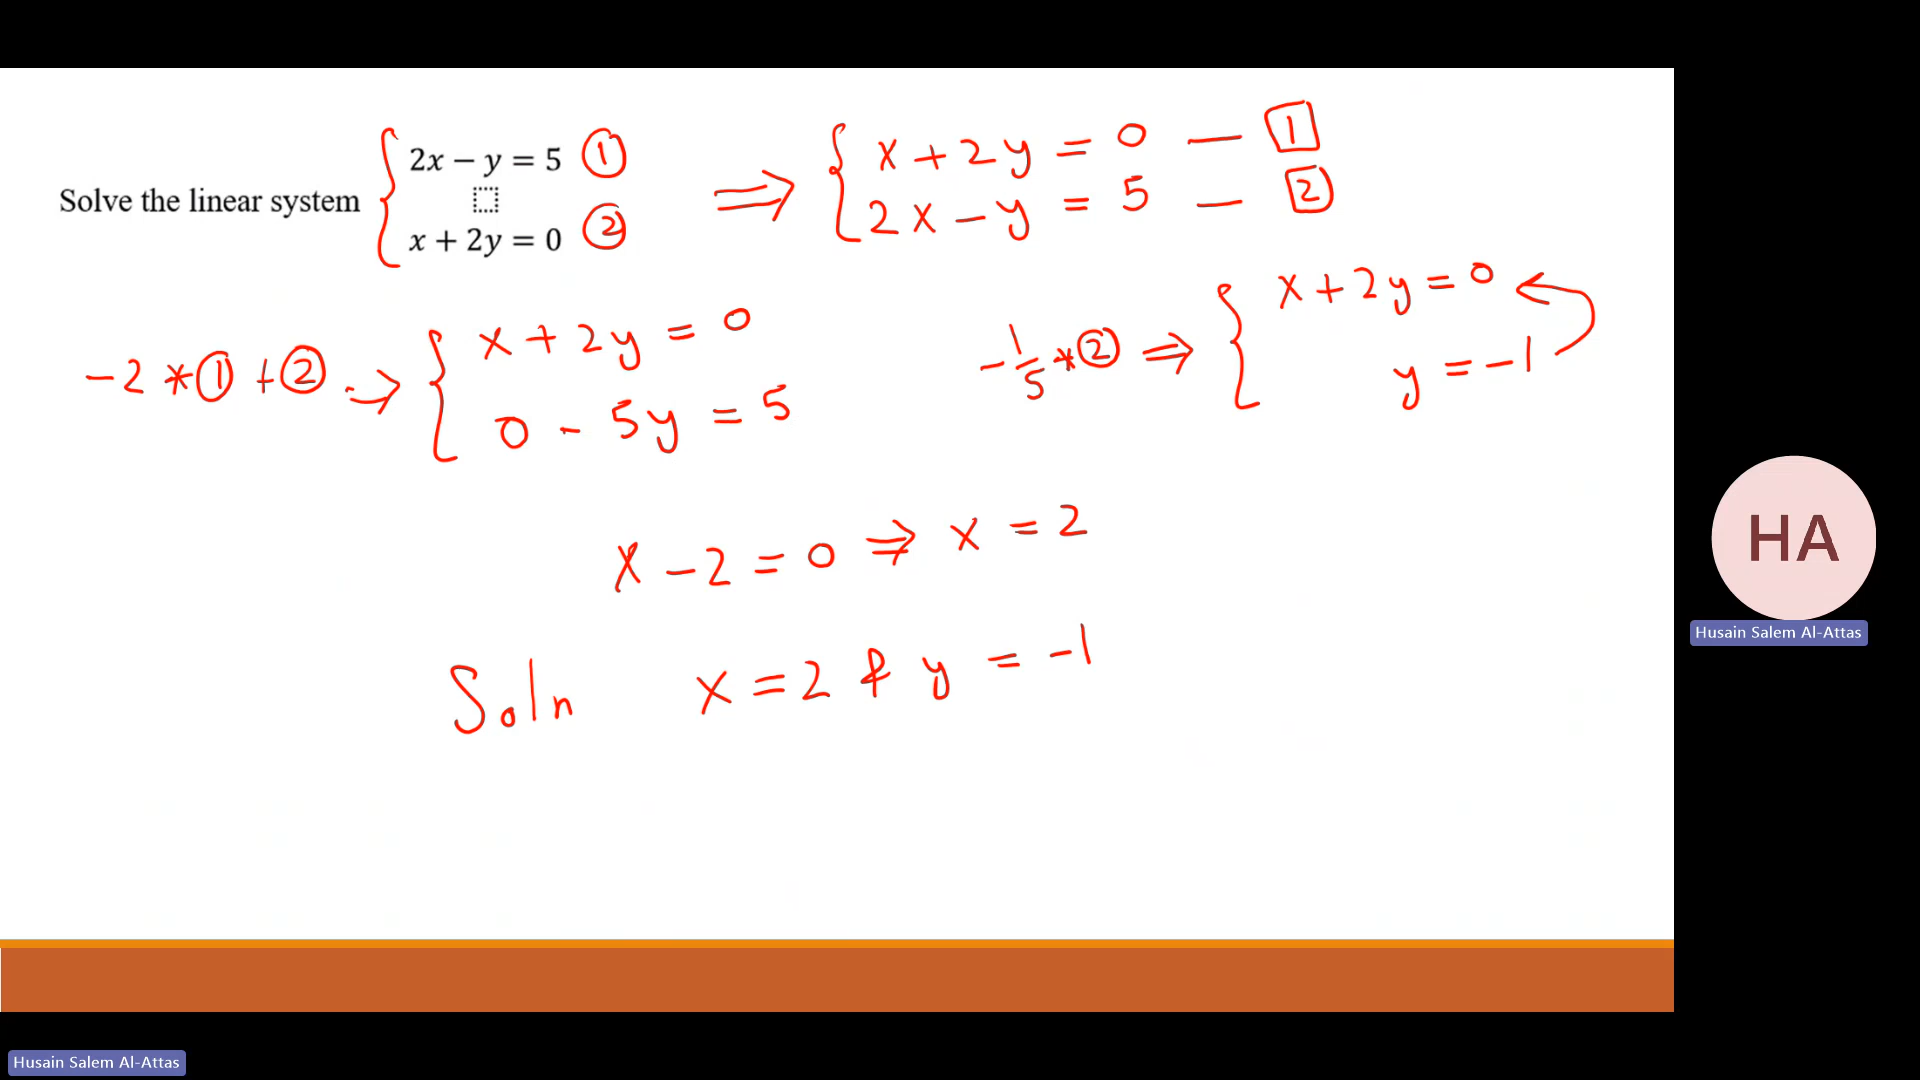 2x − y = 5 ①
Solve the linear system
x + 2y = 0 ②
⇒ { x + 2y = 0 — 1
2x − y = 5 — 2
−2 * ① + ② → { x + 2y = 0
0 − 5y = 5
−1/5 * ② ⇒ { x + 2y = 0
y = −1
x − 2 = 0 ⇒ x = 2
Soln x = 2 & y = −1
HA
Husain Salem Al-Attas
Husain Salem Al-Attas